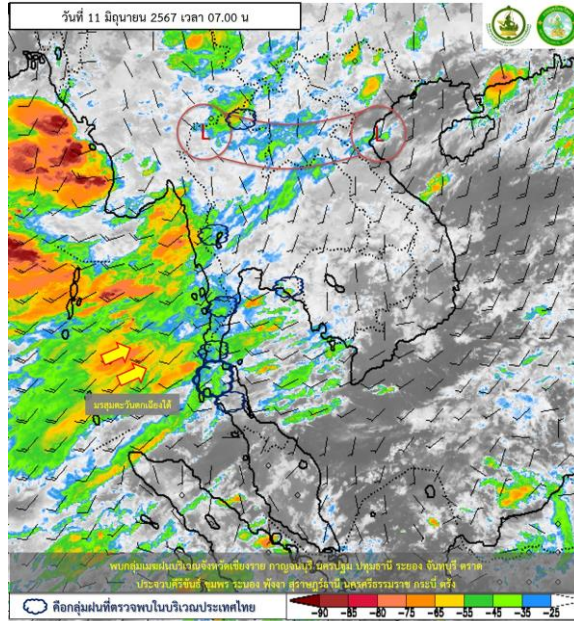 วันที่ 11 มิถุนายน 2567 เวลา 07.00 น
L
L
มรสุมตะวันตกเฉียงใต้
พบกลุ่มเมฆฝนบริเวณจังหวัดเชียงราย กาญจนบุรี นครปฐม ปทุมธานี ระยอง จันทบุรี ตราด
ประจวบคีรีขันธ์ ชุมพร ระนอง พังงา สุราษฎร์ธานี นครศรีธรรมราช กระบี่ ตรัง
คือกลุ่มฝนที่ตรวจพบในบริเวณประเทศไทย
-90 -85 -80 -75 -65 -55 -45 -35 -25